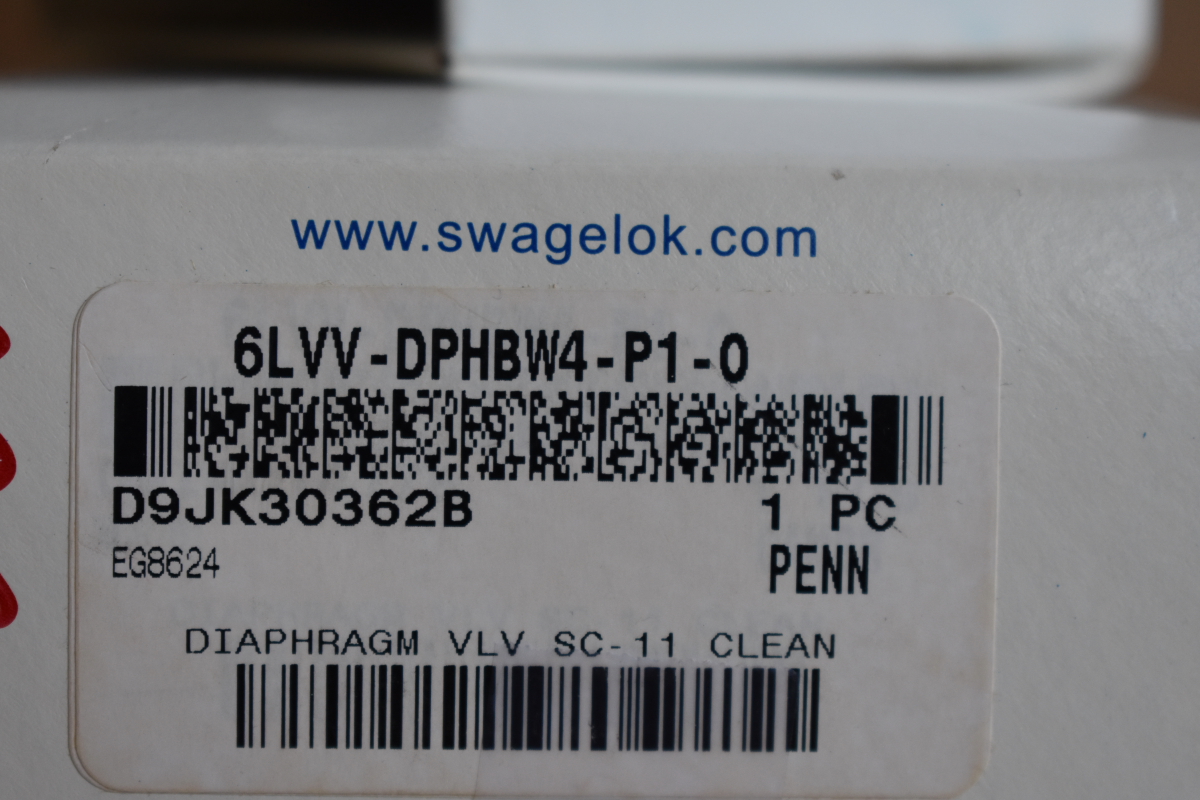 www.swagelok.com
6LVV-DPHBW4-P1-0
D9JK30362B 1 PC
EG8624 PENN
DIAPHRAGM VLV SC-11 CLEAN